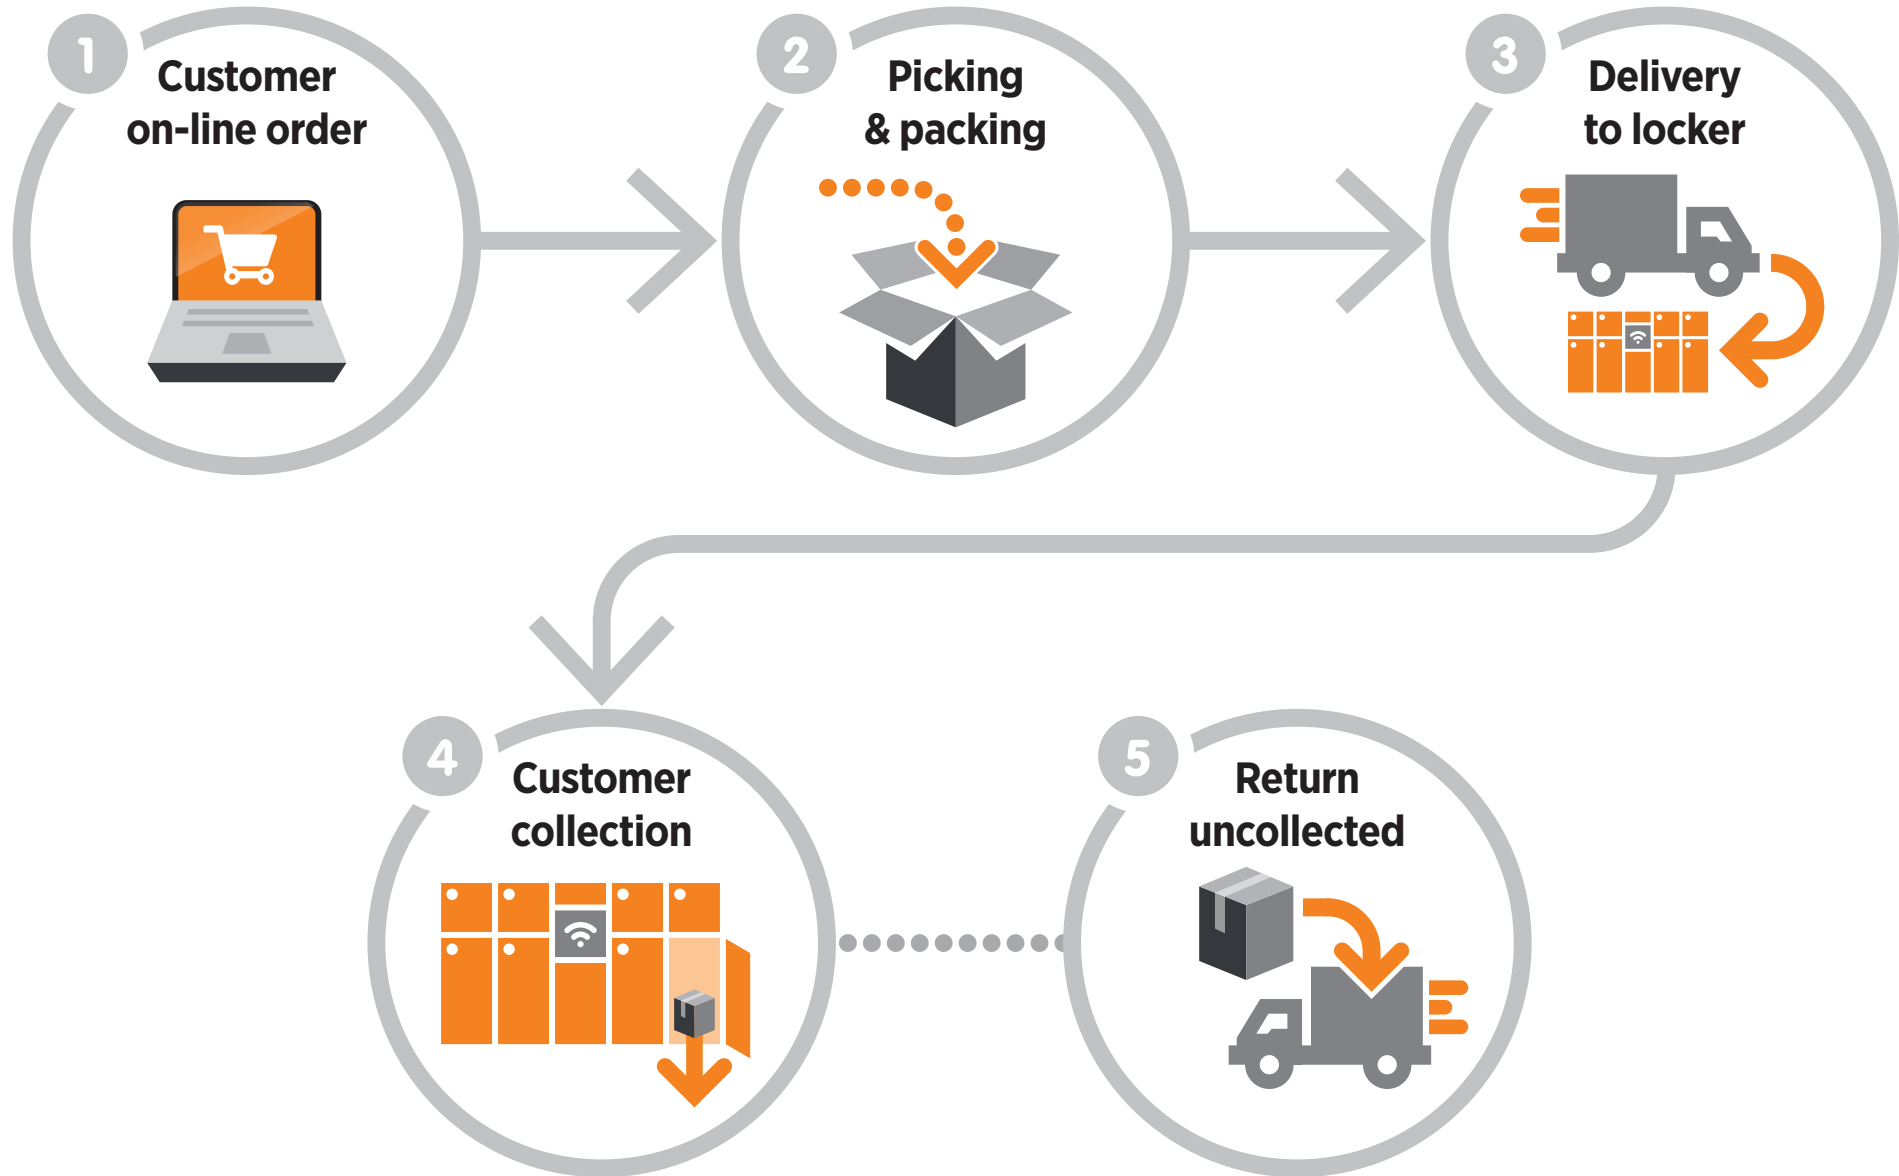 1
Customer
on-line order
2
Picking
& packing
3
Delivery
to locker
4
Customer
collection
5
Return
uncollected